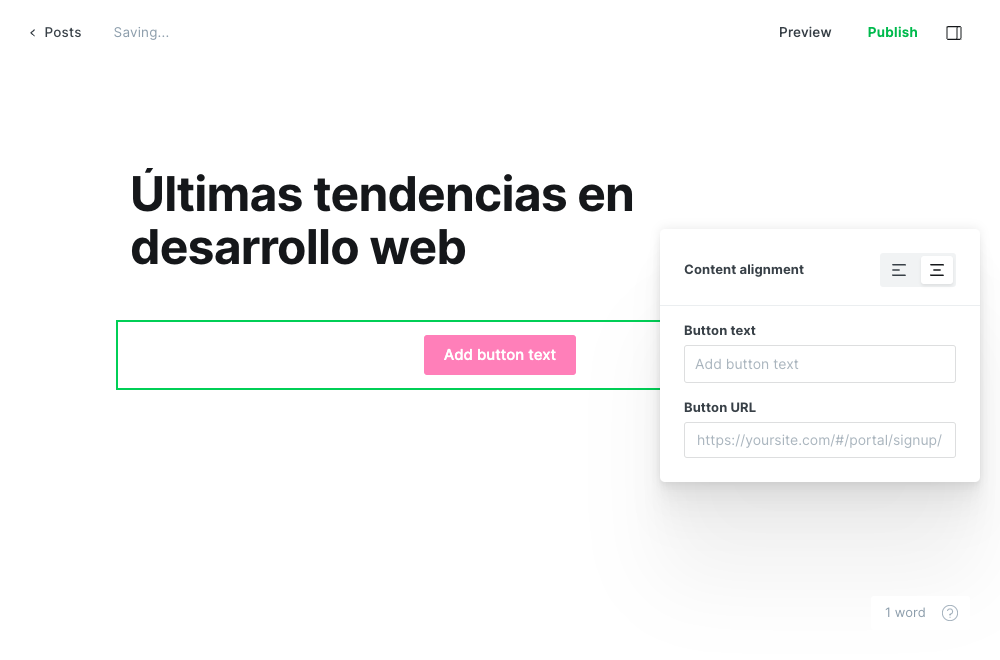 Posts
Saving...
Preview
Publish
Últimas tendencias en
desarrollo web
Add button text
Content alignment
Button text
Add button text
Button URL
https://yoursite.com/#/portal/signup/
1 word
?